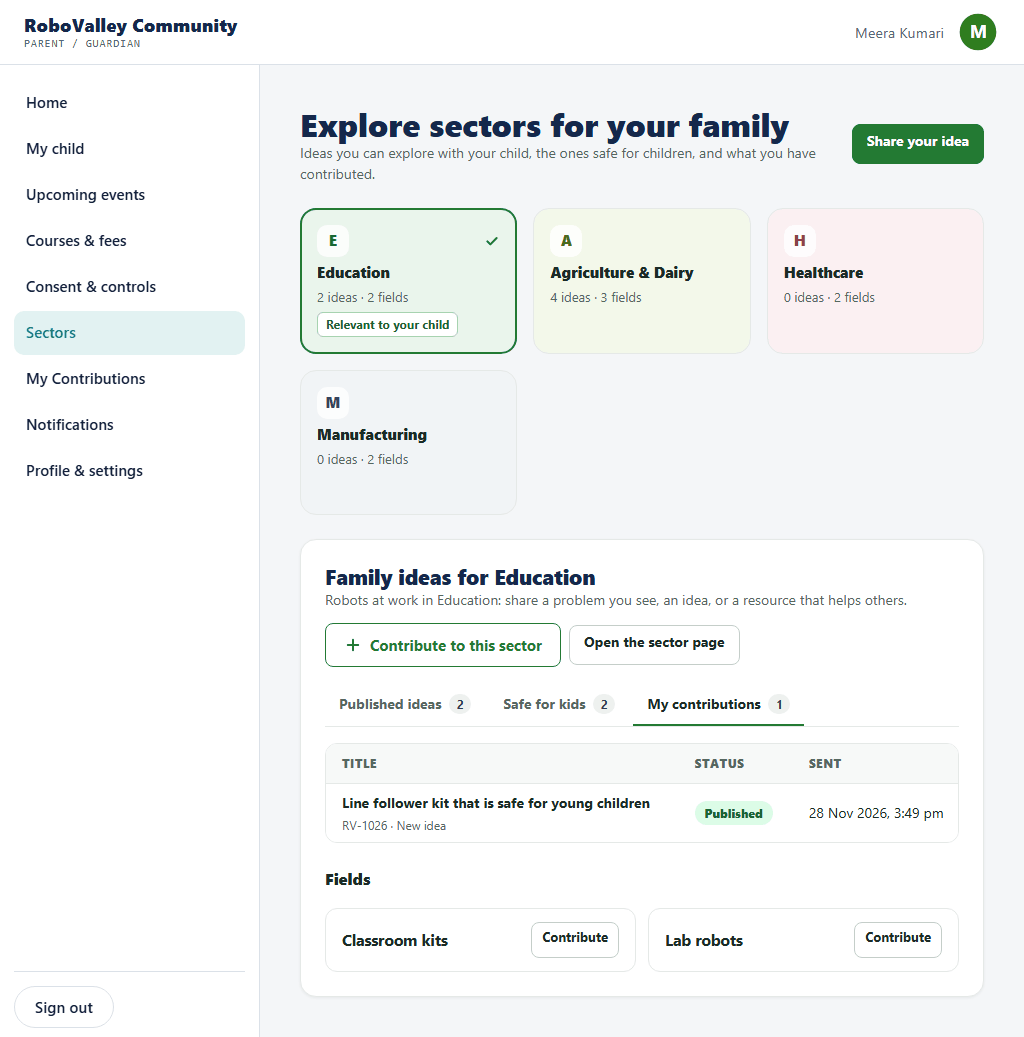 RoboValley Community
PARENT / GUARDIAN
Meera Kumari
M
Home
My child
Upcoming events
Courses & fees
Consent & controls
Sectors
My Contributions
Notifications
Profile & settings
Sign out
Explore sectors for your family
Ideas you can explore with your child, the ones safe for children, and what you have
contributed.
Share your idea
E
Education
2 ideas · 2 fields
Relevant to your child
A
Agriculture & Dairy
4 ideas · 3 fields
H
Healthcare
0 ideas · 2 fields
M
Manufacturing
0 ideas · 2 fields
Family ideas for Education
Robots at work in Education: share a problem you see, an idea, or a resource that helps others.
+ Contribute to this sector
Open the sector page
Published ideas 2
Safe for kids 2
My contributions 1
TITLE STATUS SENT
Line follower kit that is safe for young children
RV-1026 · New idea
Published
28 Nov 2026, 3:49 pm
Fields
Classroom kits
Contribute
Lab robots
Contribute